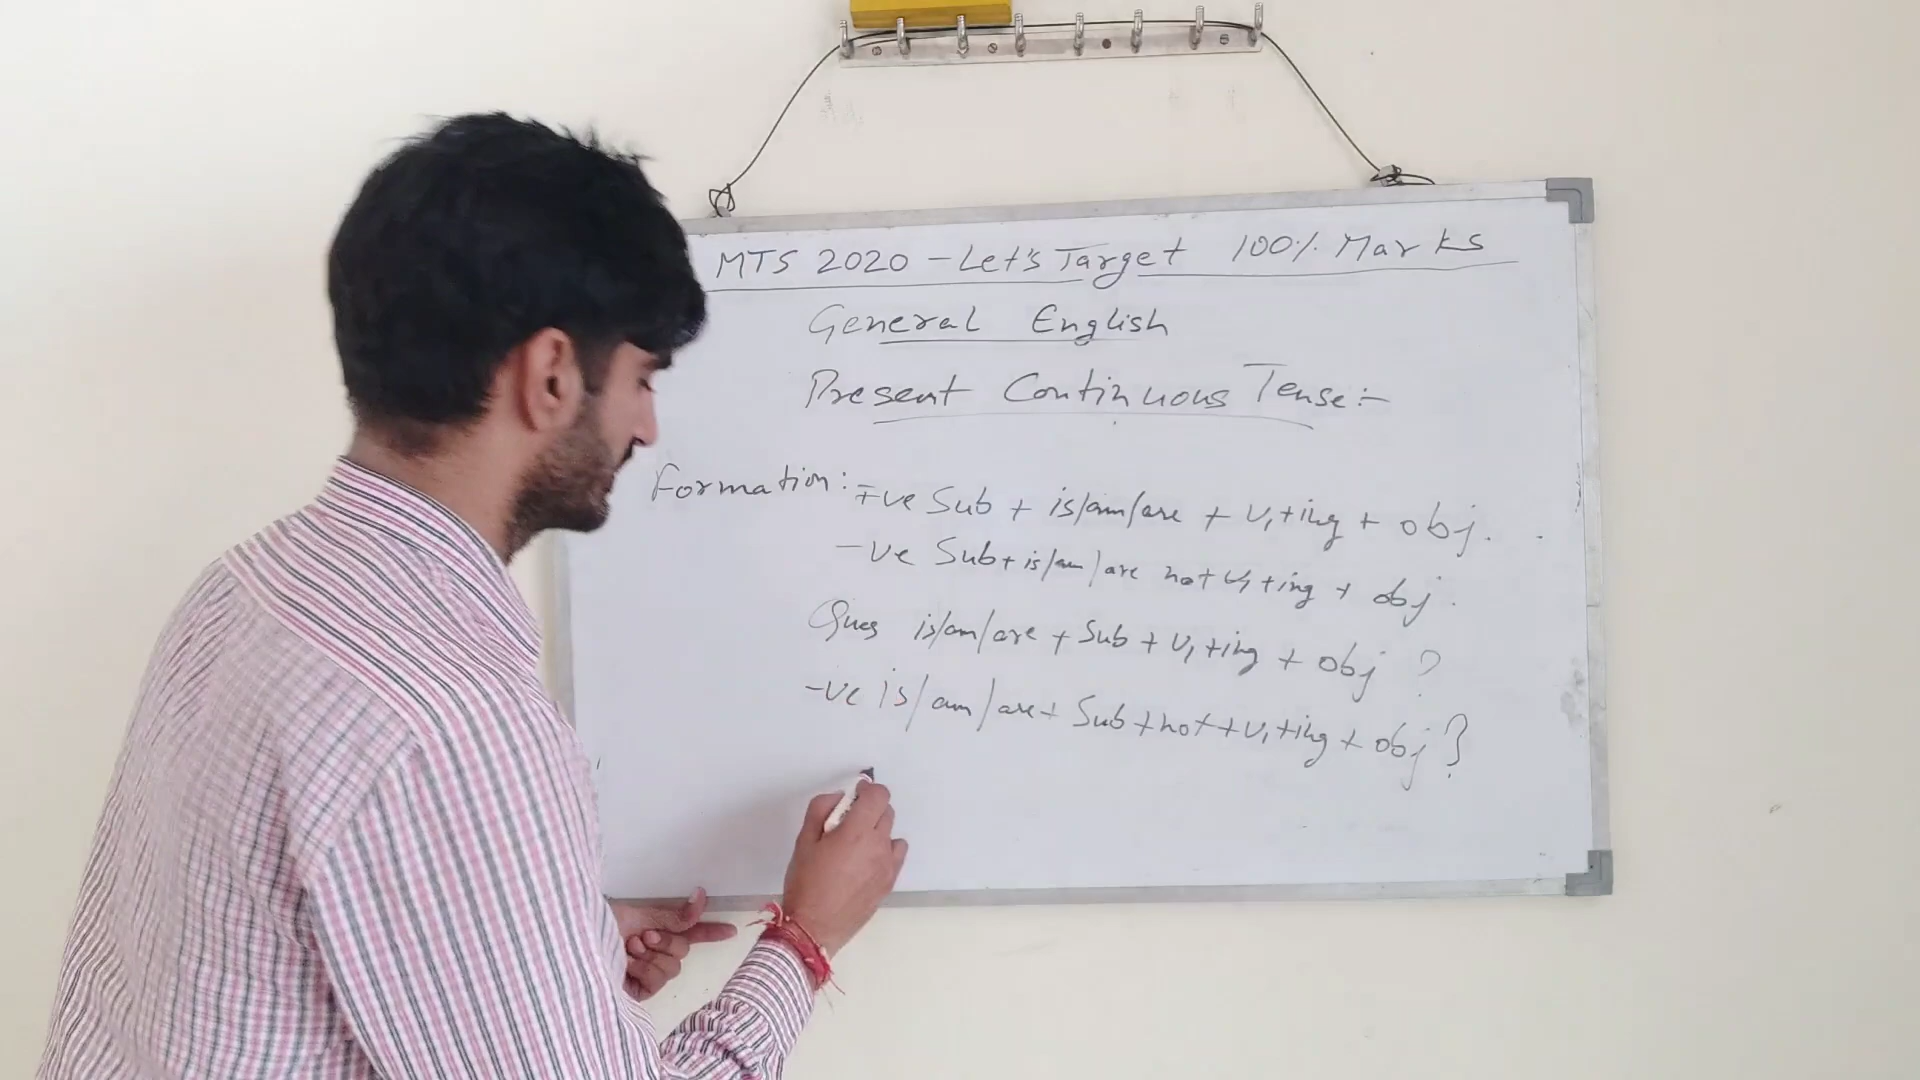 MTS 2020 - Let's Target 100% Marks
General English
Present Continuous Tense :-
Formation : +ve Sub + is/am/are + V₁+ing + obj.
-ve Sub + is/am/are not V₁+ing + obj.
Ques is/am/are + Sub + V₁+ing + obj ?
-ve is/am/are + Sub + not + V₁+ing + obj ?